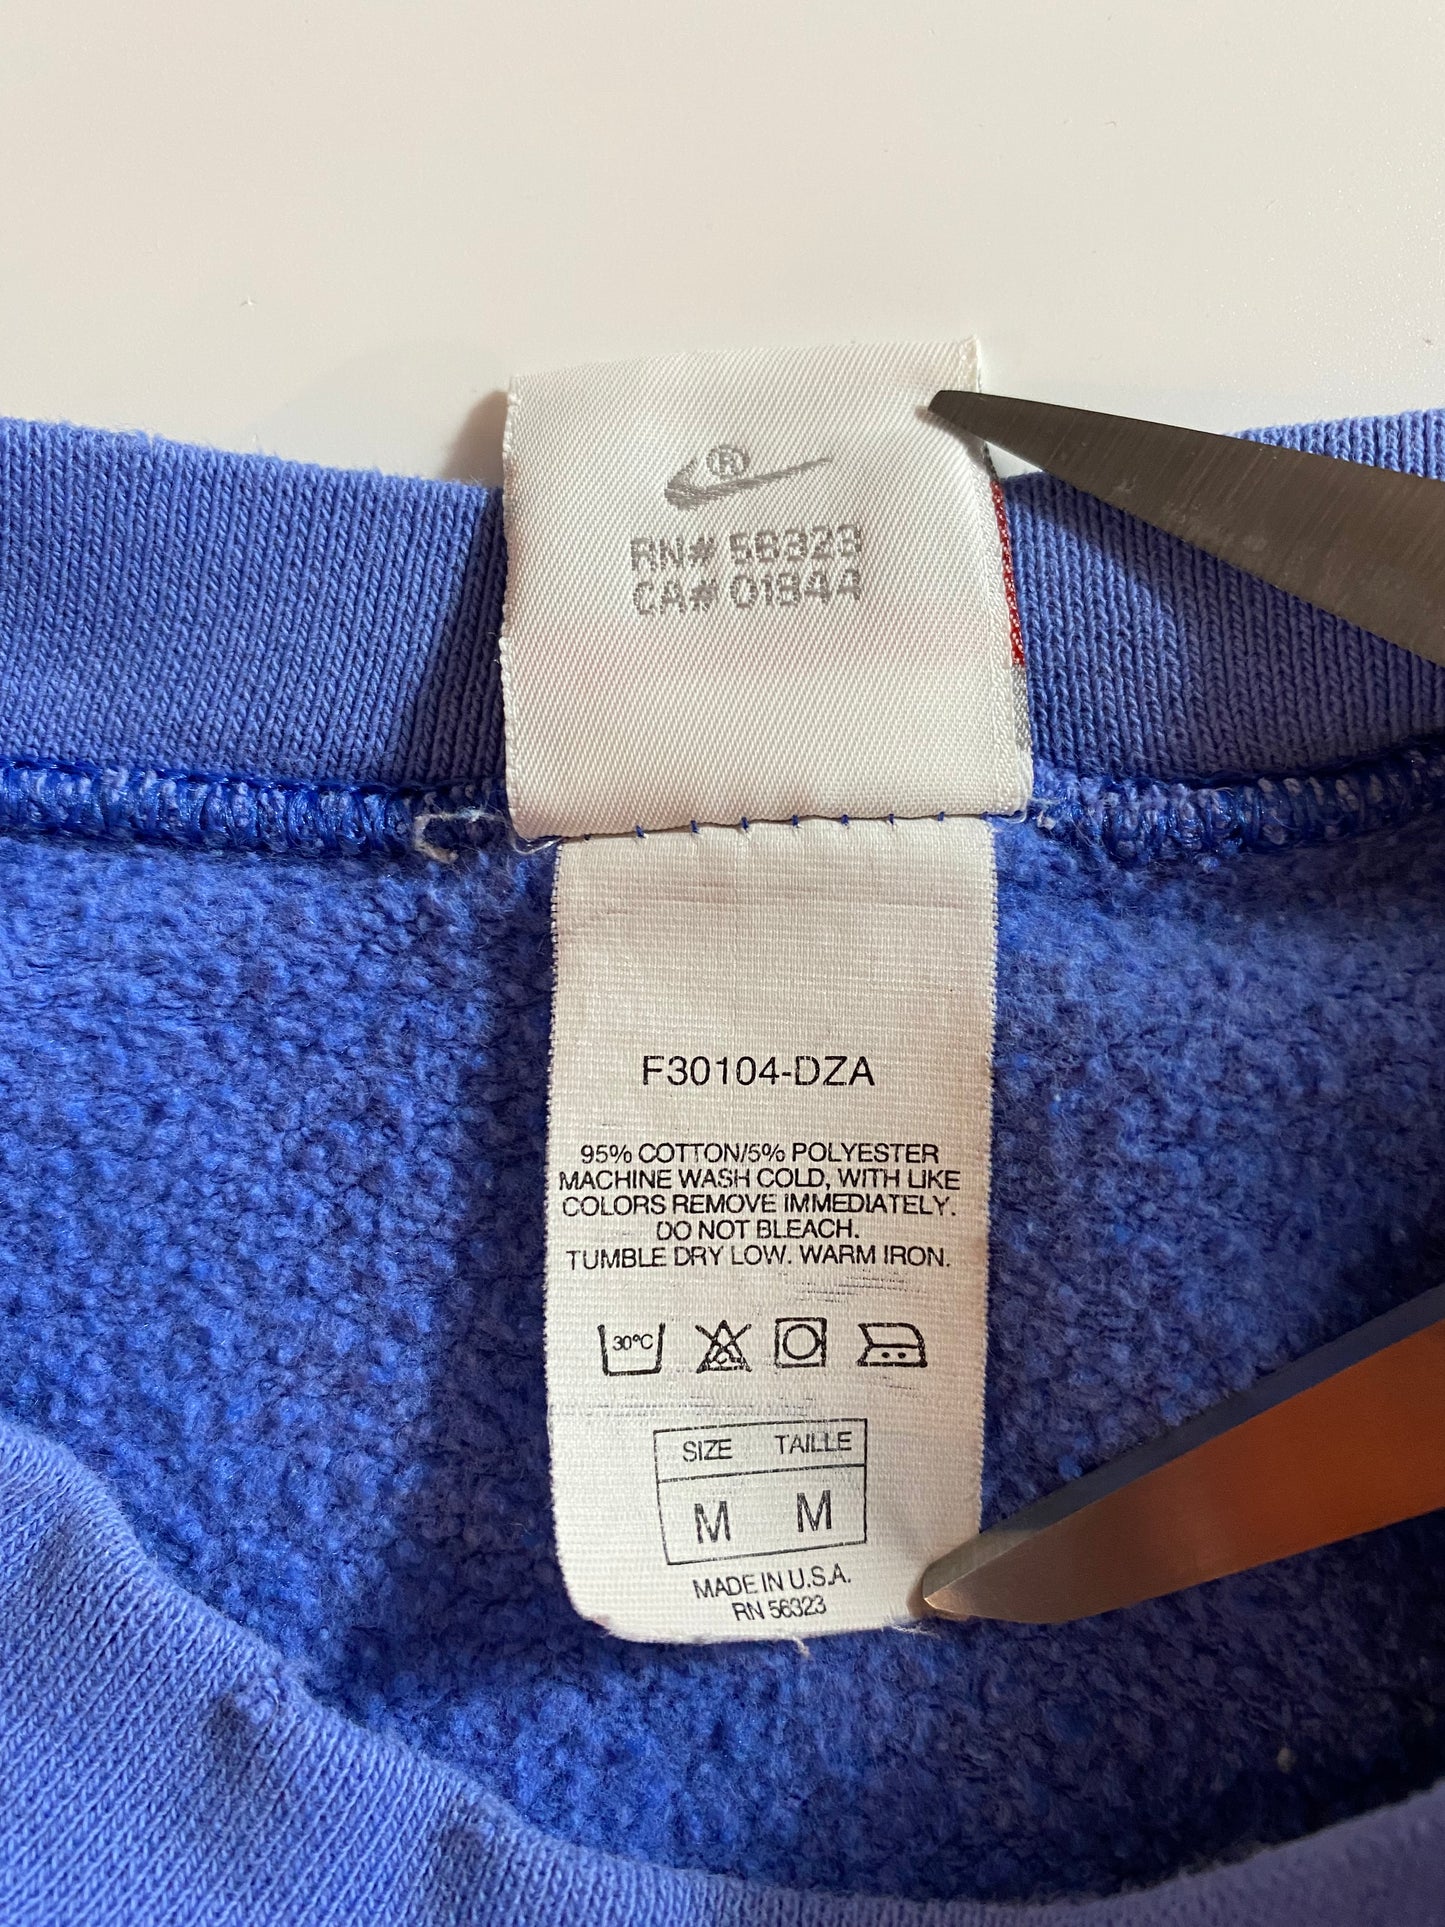 ®
RN# 56323
CA# 01844
F30104-DZA
95% COTTON/5% POLYESTER
MACHINE WASH COLD, WITH LIKE
COLORS REMOVE IMMEDIATELY.
DO NOT BLEACH.
TUMBLE DRY LOW. WARM IRON.
30°C
SIZE TAILLE
M M
MADE IN U.S.A.
RN 56323